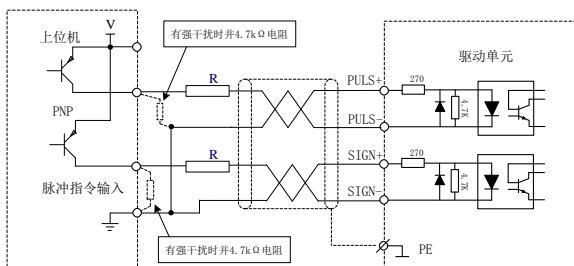 上位机
V
有强干扰时并4.7kΩ电阻
驱动单元
R
PULS+
270
4.7K
PNP
PULS-
R
SIGN+
270
4.7K
脉冲指令输入
SIGN-
有强干扰时并4.7kΩ电阻
PE